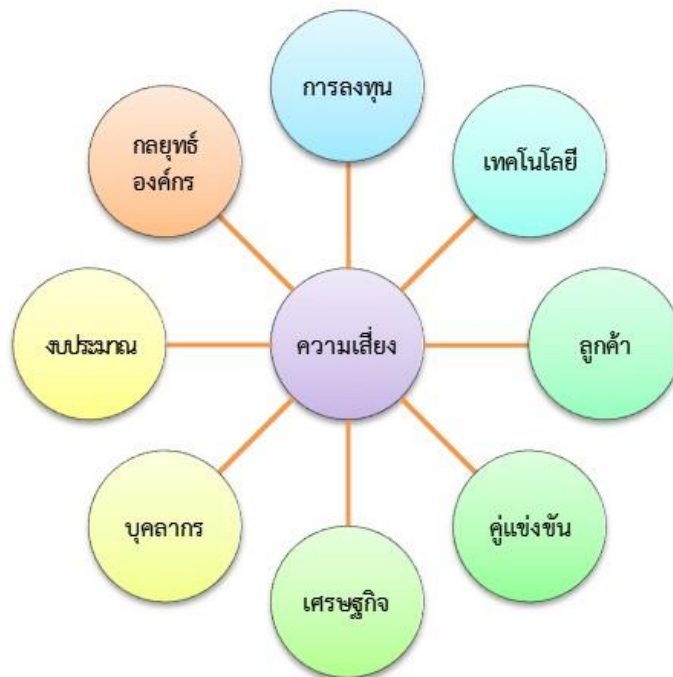 การลงทุน
เทคโนโลยี
ลูกค้า
คู่แข่งขัน
เศรษฐกิจ
บุคลากร
งบประมาณ
กลยุทธ์
องค์กร
ความเสี่ยง